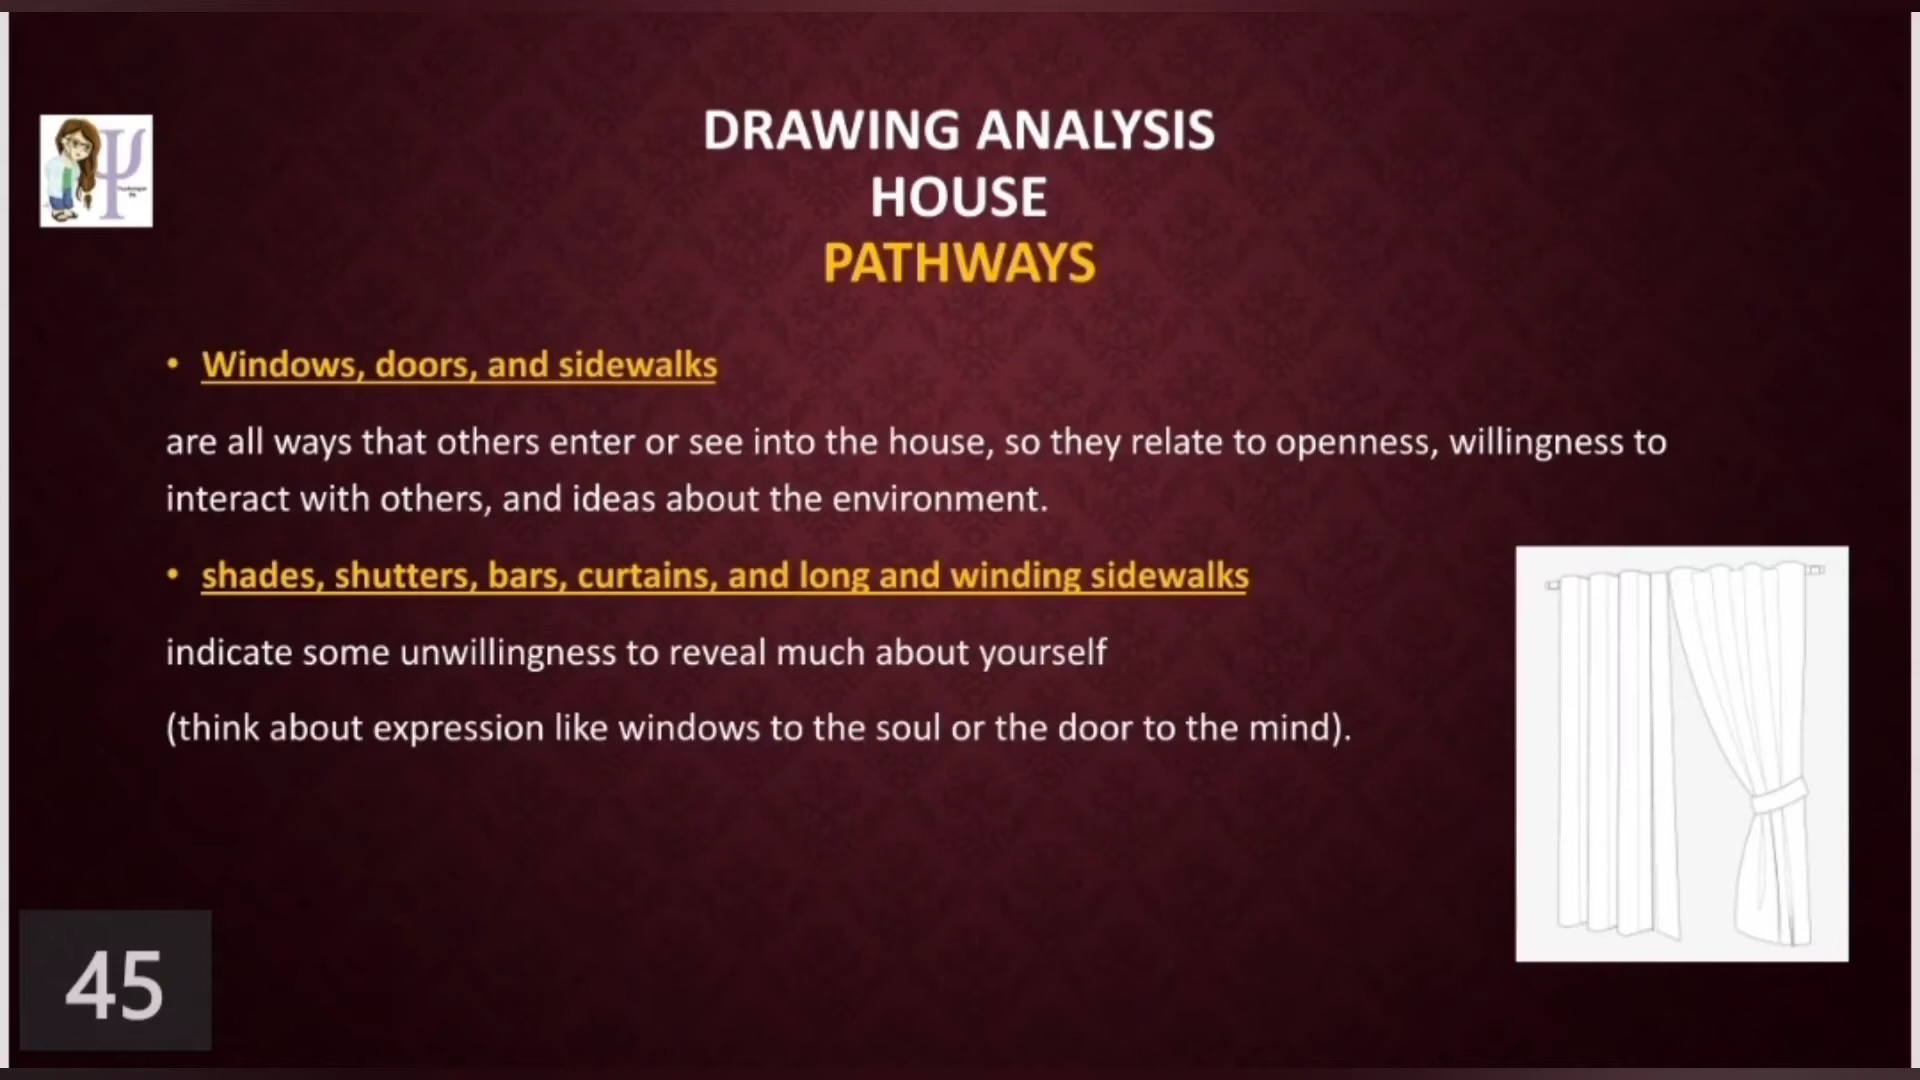 DRAWING ANALYSIS
HOUSE
PATHWAYS
• Windows, doors, and sidewalks
are all ways that others enter or see into the house, so they relate to openness, willingness to
interact with others, and ideas about the environment.
• shades, shutters, bars, curtains, and long and winding sidewalks
indicate some unwillingness to reveal much about yourself
(think about expression like windows to the soul or the door to the mind).
45